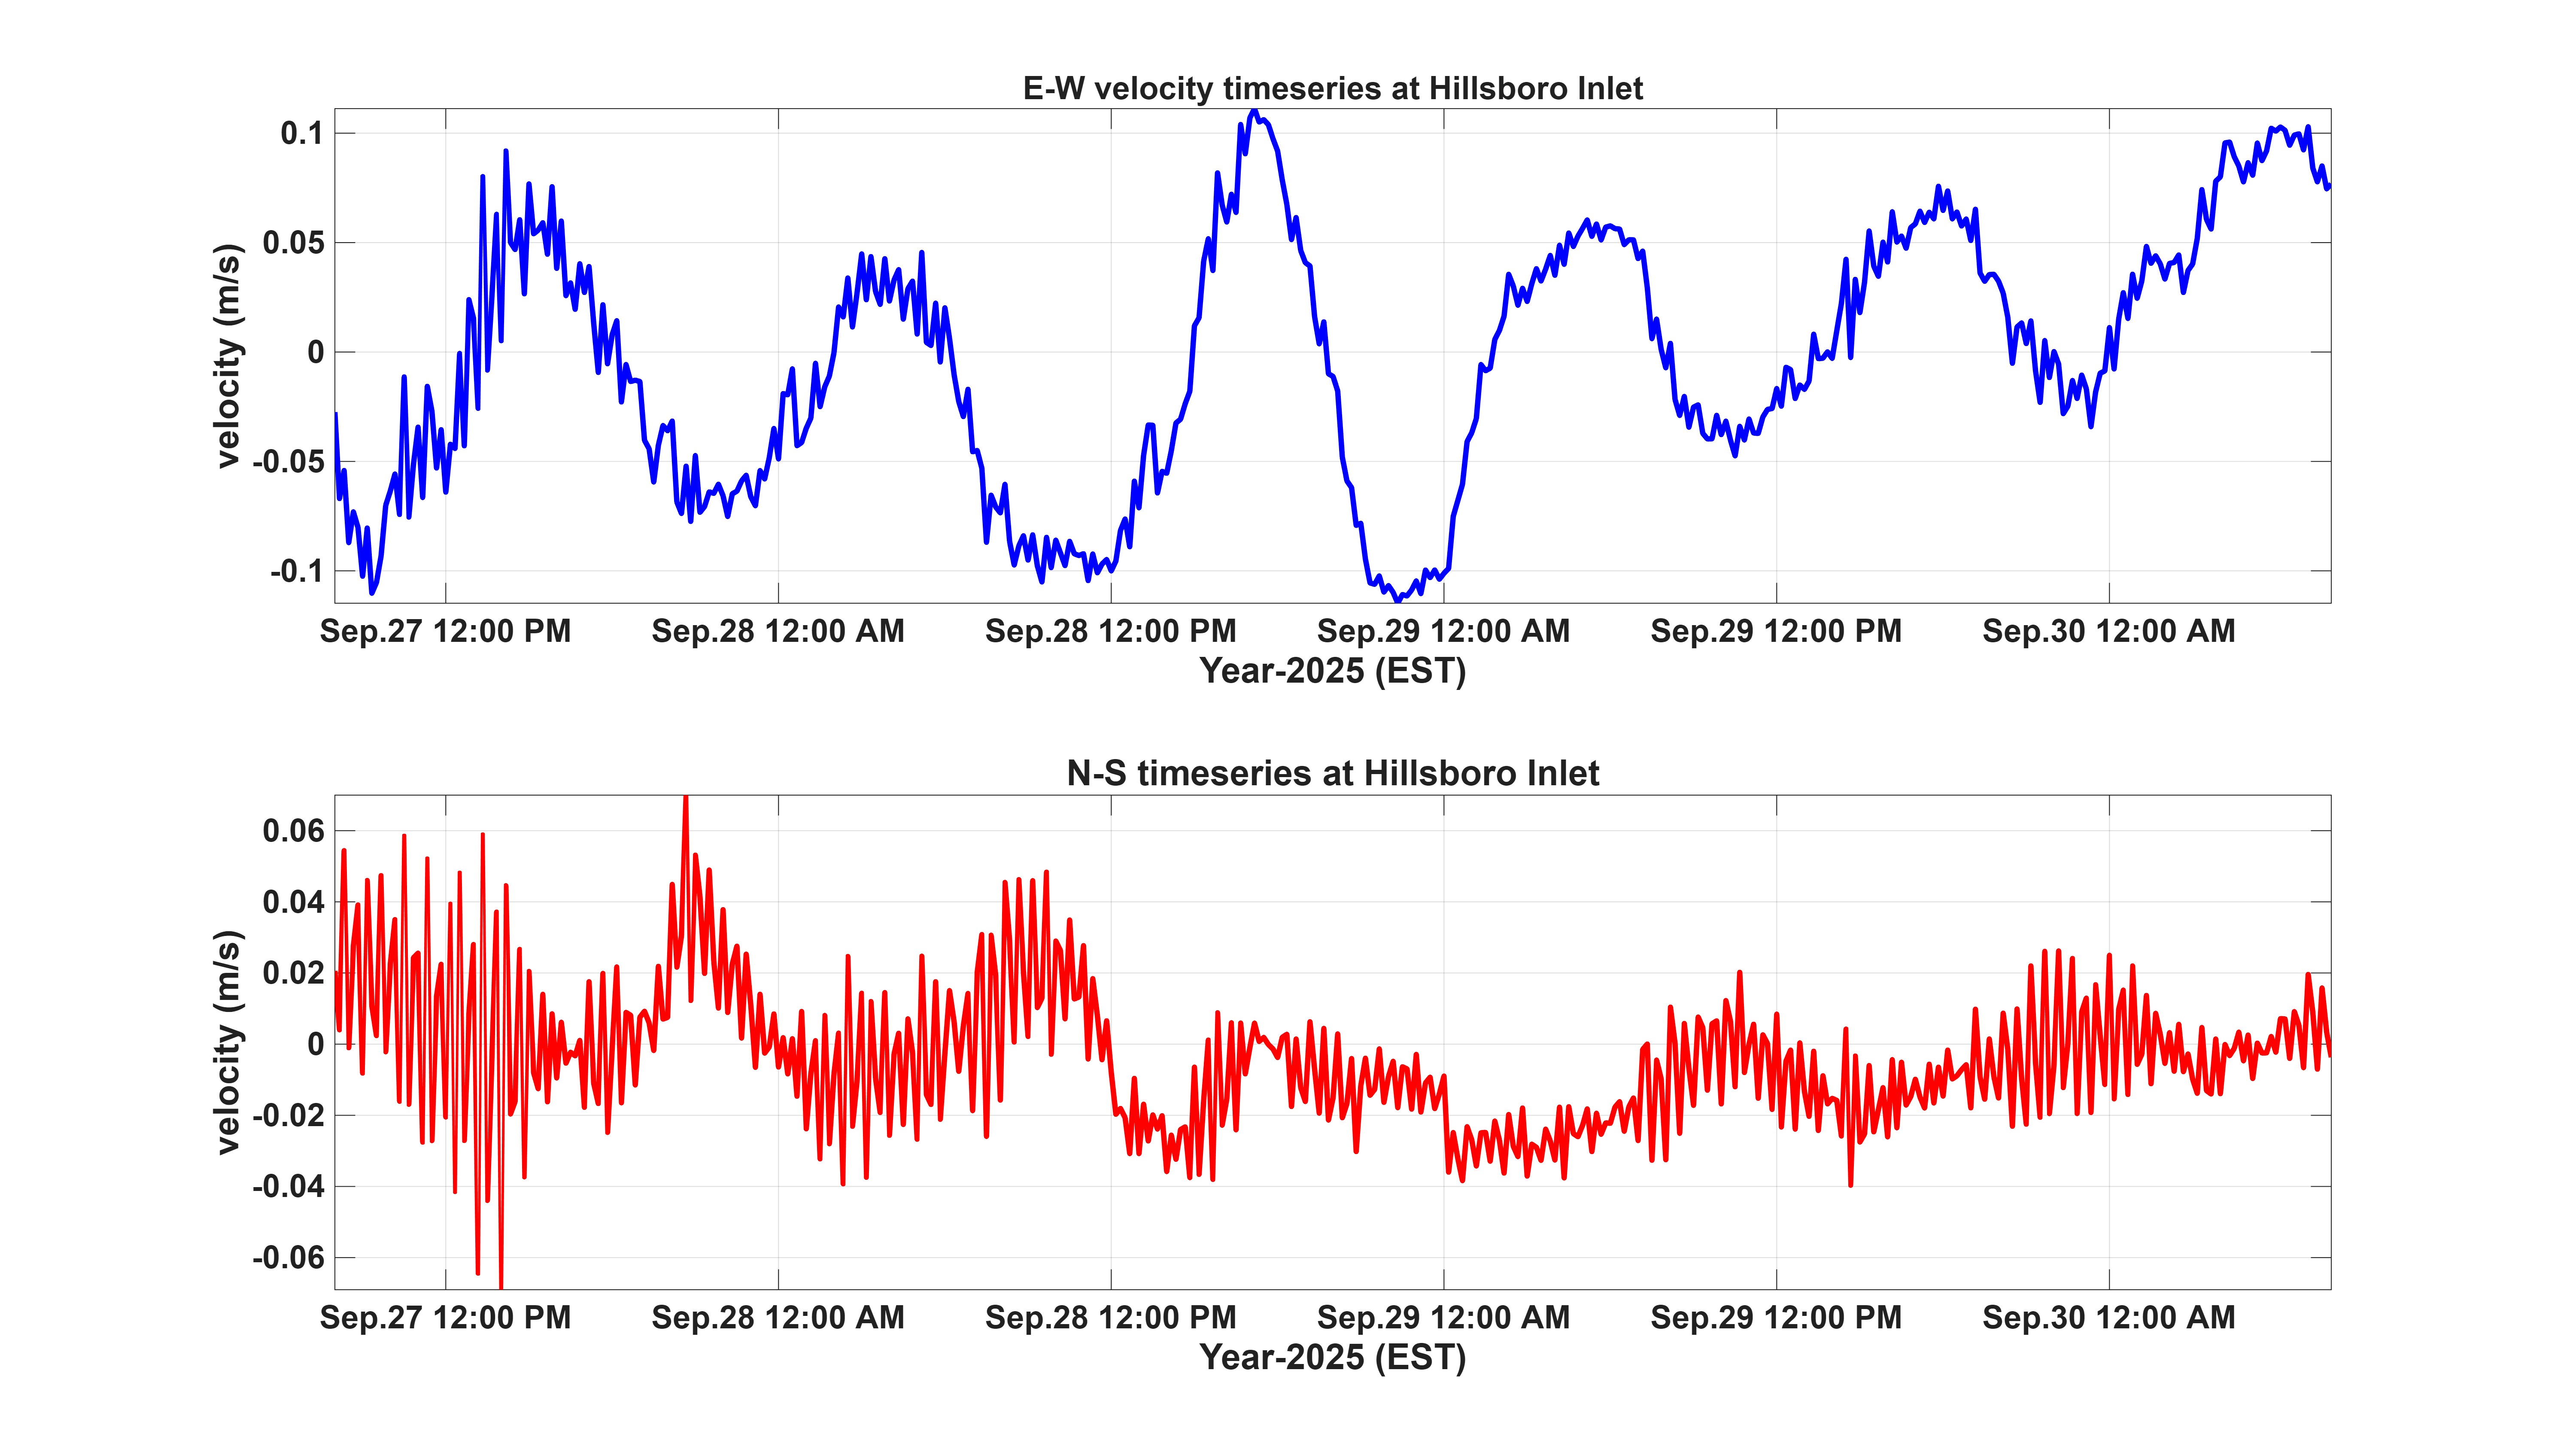 E-W velocity timeseries at Hillsboro Inlet
0.1
0.05
0
-0.05
-0.1
velocity (m/s)
Sep.27 12:00 PM Sep.28 12:00 AM Sep.28 12:00 PM Sep.29 12:00 AM Sep.29 12:00 PM Sep.30 12:00 AM
Year-2025 (EST)
N-S timeseries at Hillsboro Inlet
0.06
0.04
0.02
0
-0.02
-0.04
-0.06
velocity (m/s)
Sep.27 12:00 PM Sep.28 12:00 AM Sep.28 12:00 PM Sep.29 12:00 AM Sep.29 12:00 PM Sep.30 12:00 AM
Year-2025 (EST)